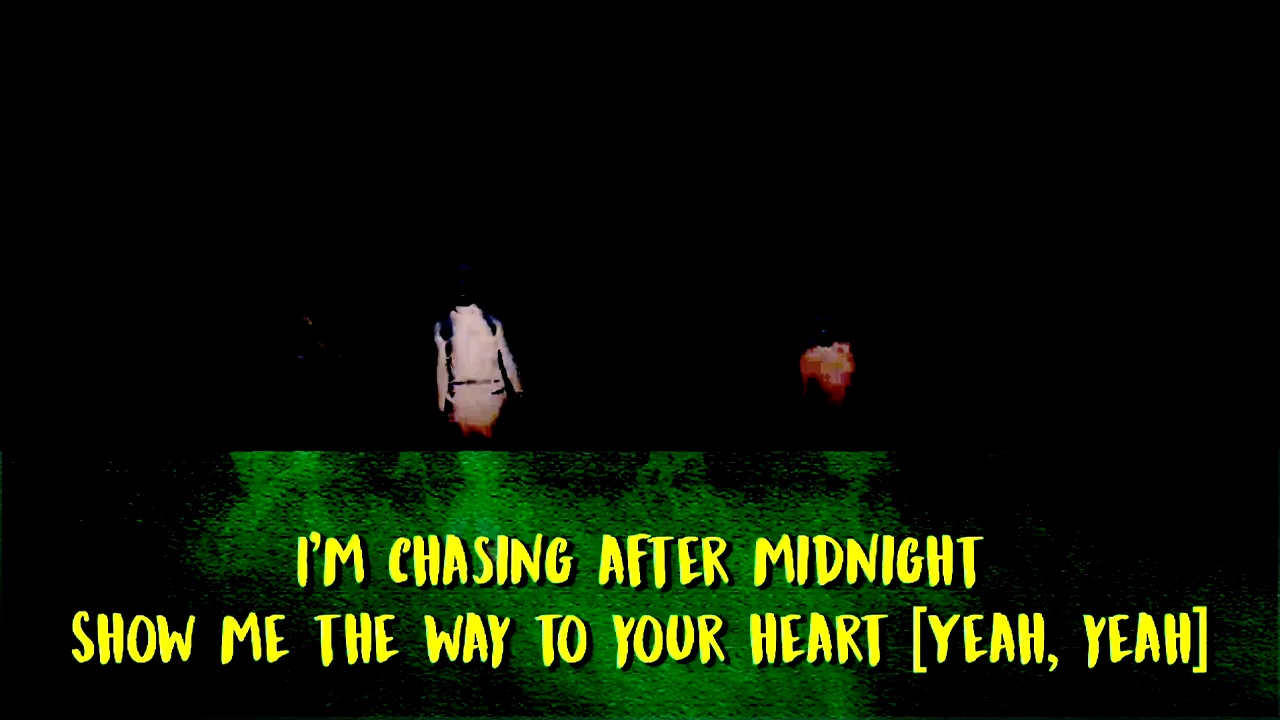 I'M CHASING AFTER MIDNIGHT
SHOW ME THE WAY TO YOUR HEART [YEAH, YEAH]